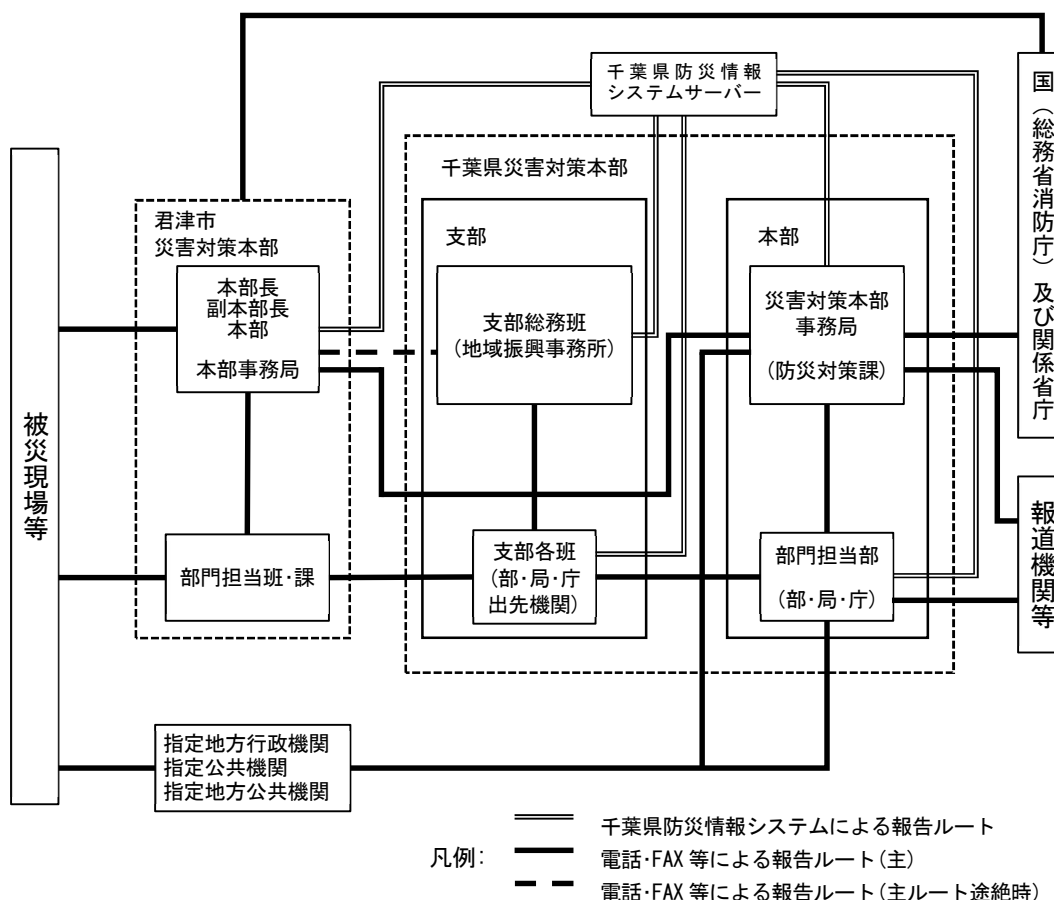 千葉県防災情報
システムサーバー
国（総務省消防庁）及び関係省庁
千葉県災害対策本部
君津市
災害対策本部
支部
本部
本部長
副本部長
本部
本部事務局
支部総務班
(地域振興事務所)
災害対策本部
事務局
(防災対策課)
被災現場等
報道機関等
部門担当班・課
支部各班
(部・局・庁
出先機関)
部門担当部
(部・局・庁)
指定地方行政機関
指定公共機関
指定地方公共機関
凡例：
千葉県防災情報システムによる報告ルート
電話・FAX 等による報告ルート(主)
電話・FAX 等による報告ルート(主ルート途絶時)